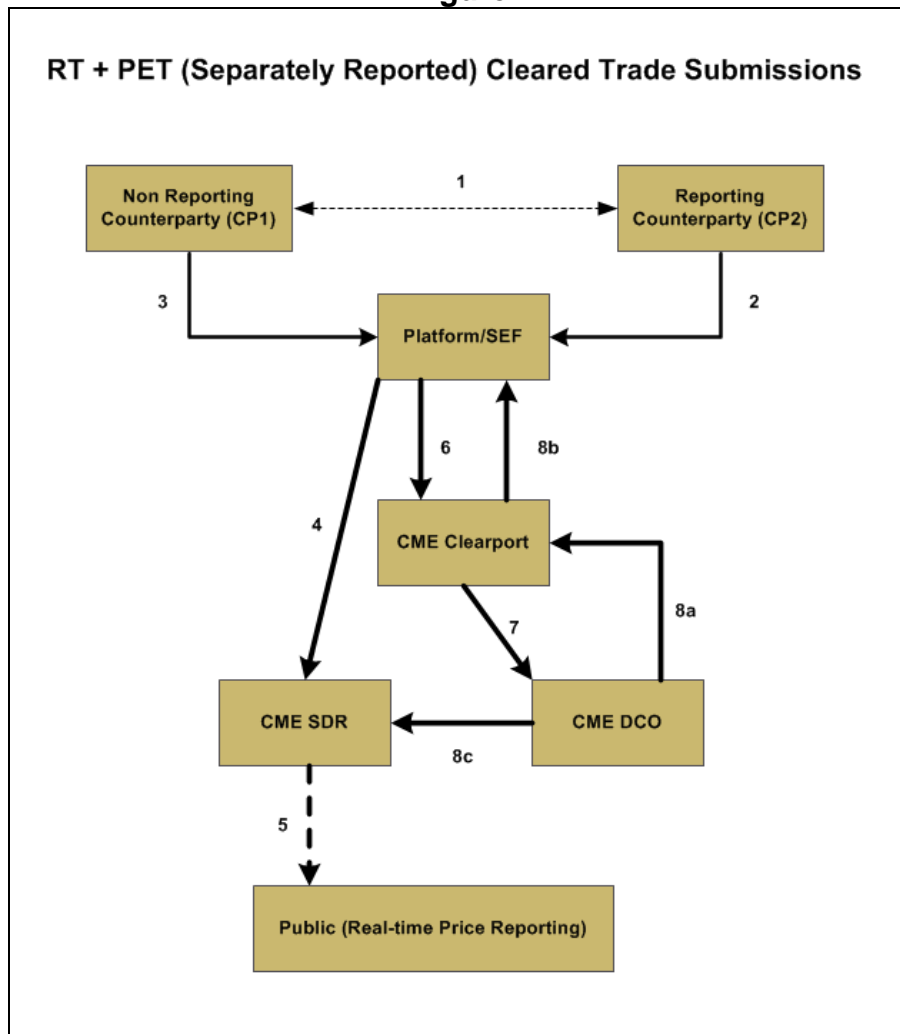 RT + PET (Separately Reported) Cleared Trade Submissions
1
Non Reporting
Counterparty (CP1)
Reporting
Counterparty (CP2)
3
2
Platform/SEF
6
8b
4
CME Clearport
7
8a
CME SDR
CME DCO
8c
5
Public (Real-time Price Reporting)